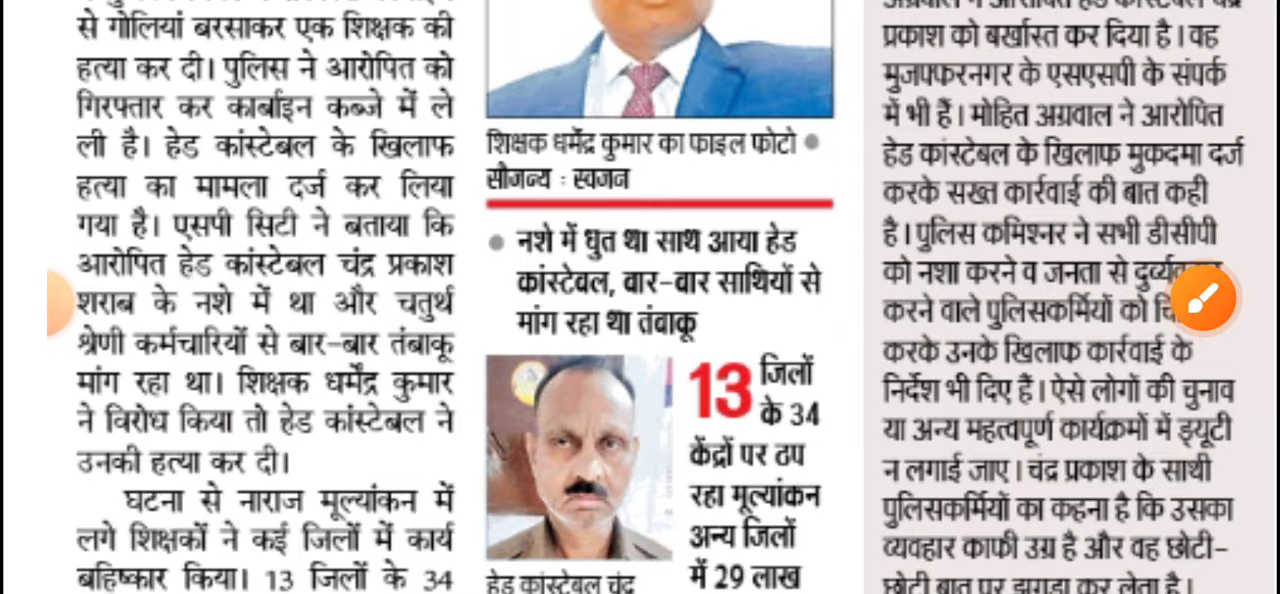 से गोलियां बरसाकर एक शिक्षक की
हत्या कर दी। पुलिस ने आरोपित को
गिरफ्तार कर कार्बाइन कब्जे में ले
ली है। हेड कांस्टेबल के खिलाफ
हत्या का मामला दर्ज कर लिया
गया है। एसपी सिटी ने बताया कि
आरोपित हेड कांस्टेबल चंद्र प्रकाश
शराब के नशे में था और चतुर्थ
श्रेणी कर्मचारियों से बार-बार तंबाकू
मांग रहा था। शिक्षक धर्मेंद्र कुमार
ने विरोध किया तो हेड कांस्टेबल ने
उनकी हत्या कर दी।
घटना से नाराज मूल्यांकन में
लगे शिक्षकों ने कई जिलों में कार्य
बहिष्कार किया। 13 जिलों के 34
शिक्षक धर्मेंद्र कुमार का फाइल फोटो ●
सौजन्य : स्वजन
● नशे में धुत था साथ आया हेड
कांस्टेबल, बार-बार साथियों से
मांग रहा था तंबाकू
हेड कांस्टेबल चंद्र
13 जिलों
के 34
केंद्रों पर ठप
रहा मूल्यांकन
अन्य जिलों
में 29 लाख
प्रकाश को बर्खास्त कर दिया है। वह
मुजफ्फरनगर के एसएसपी के संपर्क
में भी हैं। मोहित अग्रवाल ने आरोपित
हेड कांस्टेबल के खिलाफ मुकदमा दर्ज
करके सख्त कार्रवाई की बात कही
है। पुलिस कमिश्नर ने सभी डीसीपी
को नशा करने व जनता से
करने वाले पुलिसकर्मियों को
करके उनके खिलाफ कार्रवाई के
निर्देश भी दिए हैं। ऐसे लोगों की चुनाव
या अन्य महत्वपूर्ण कार्यक्रमों में ड्यूटी
न लगाई जाए। चंद्र प्रकाश के साथी
पुलिसकर्मियों का कहना है कि उसका
व्यवहार काफी उग्र है और वह छोटी-
छोटी बात पर झगड़ा कर लेता है।